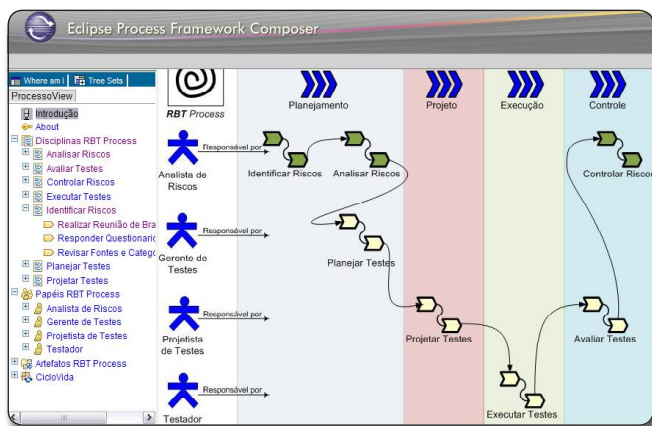 Eclipse Process Framework Composer
Where am I
Tree Sets
ProcessoView
Introdução
About
Disciplinas RBT Process
Analisar Riscos
Avaliar Testes
Controlar Riscos
Executar Testes
Identificar Riscos
Realizar Reunião de Bra
Responder Questionario
Revisar Fontes e Catego
Planejar Testes
Projetar Testes
Papéis RBT Process
Analista de Riscos
Gerente de Testes
Projetista de Testes
Testador
Artefatos RBT Process
CicloVida
RBT Process
Planejamento
Projeto
Execução
Controle
Analista de
Riscos
Responsável por
Identificar Riscos
Analisar Riscos
Controlar Riscos
Gerente de
Testes
Responsável por
Planejar Testes
Projetista
de Testes
Responsável por
Projetar Testes
Avaliar Testes
Testador
Responsável por
Executar Testes